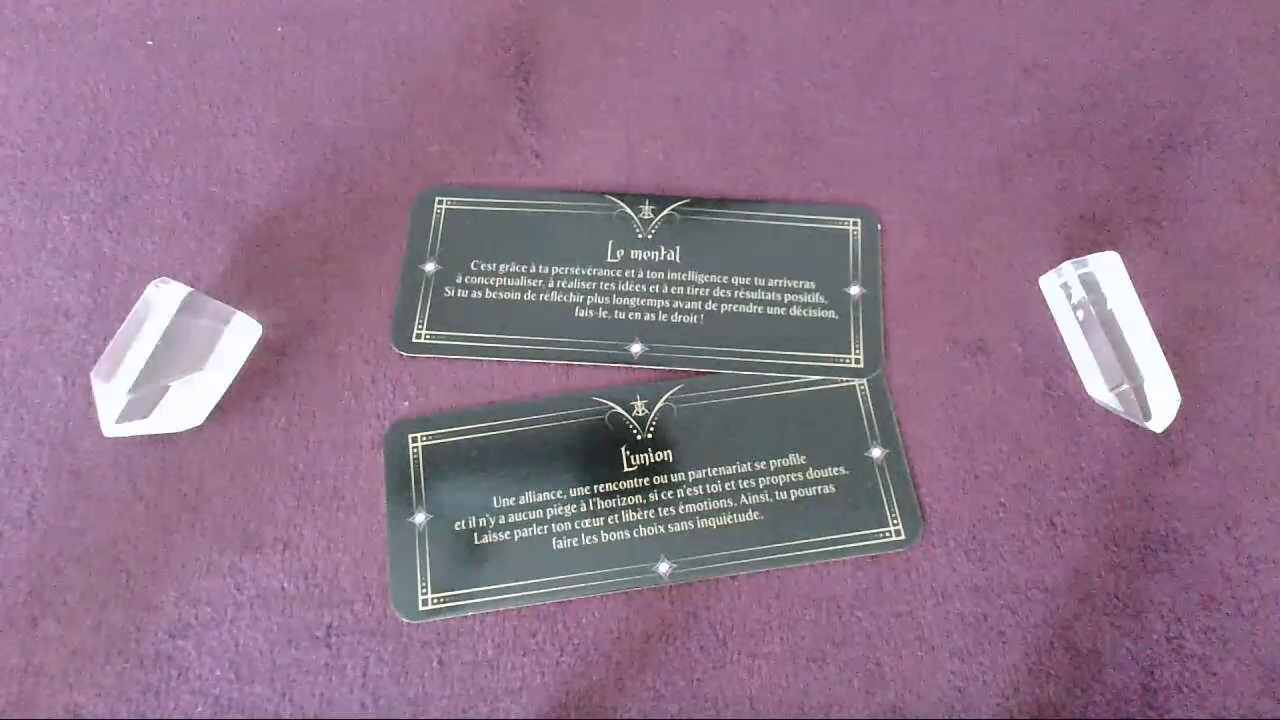 Le mental
C'est grâce à ta persévérance et à ton intelligence que tu arriveras
à conceptualiser, à réaliser tes idées et à en tirer des résultats positifs.
Si tu as besoin de réfléchir plus longtemps avant de prendre une décision,
fais-le, tu en as le droit !
L'union
Une alliance, une rencontre ou un partenariat se profile
et il n'y a aucun piège à l'horizon, si ce n'est toi et tes propres doutes.
Laisse parler ton cœur et libère tes émotions. Ainsi, tu pourras
faire les bons choix sans inquiétude.